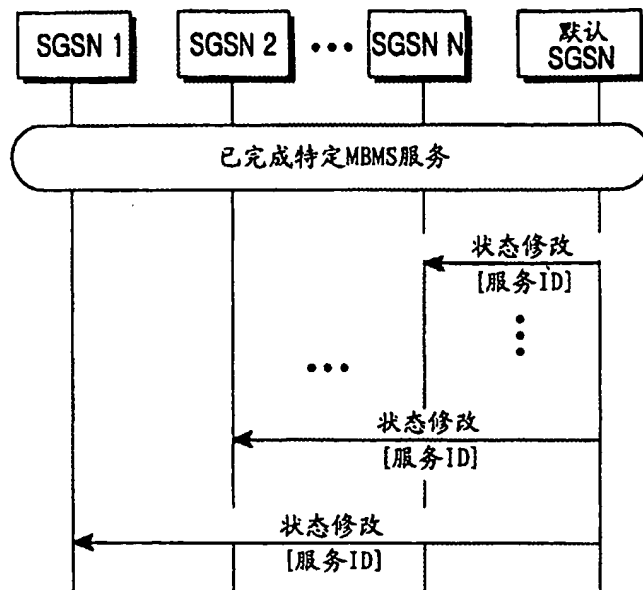 SGSN 1
SGSN 2
SGSN N
默认
SGSN
已完成特定MBMS服务
状态修改
[服务ID]
状态修改
[服务ID]
状态修改
[服务ID]